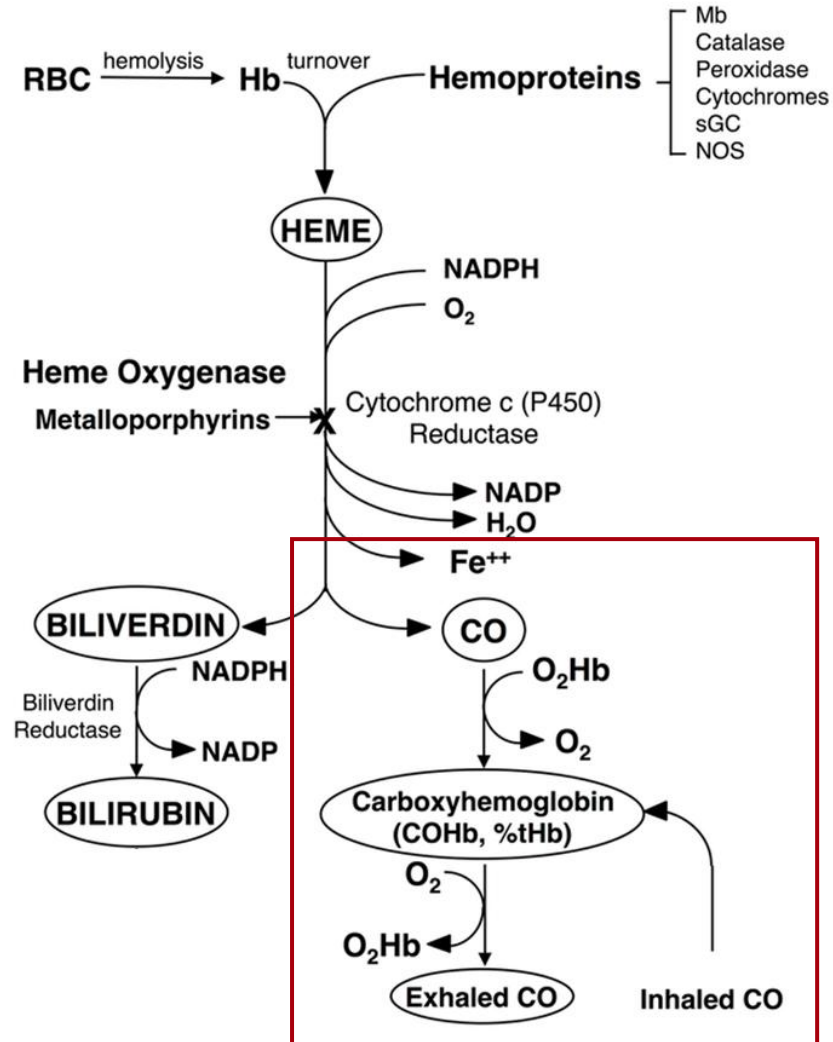 Mb
Catalase
Peroxidase
Cytochromes
sGC
NOS
RBC hemolysis Hb turnover Hemoproteins
HEME
NADPH
O₂
Heme Oxygenase
Metalloporphyrins X Cytochrome c (P450)
Reductase
NADP
H₂O
Fe⁺⁺
BILIVERDIN
CO
NADPH
O₂Hb
Biliverdin
Reductase
NADP
O₂
BILIRUBIN
Carboxyhemoglobin
(COHb, %tHb)
O₂
O₂Hb
Exhaled CO
Inhaled CO